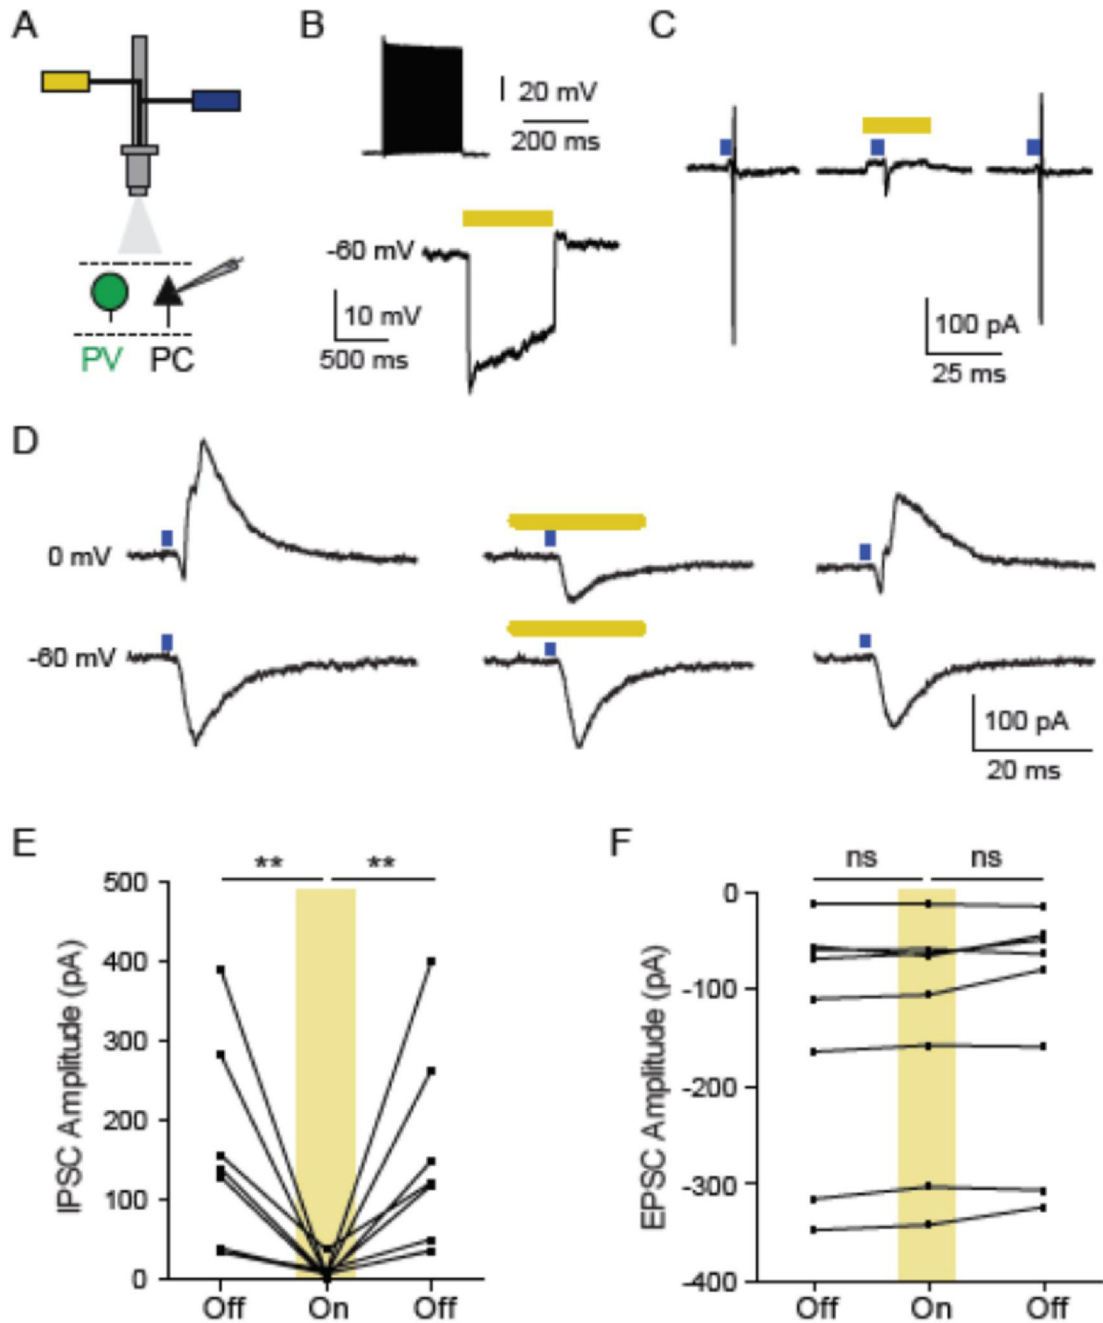 A
B
C
20 mV
200 ms
-60 mV
10 mV
500 ms
100 pA
25 ms
PV PC
D
0 mV
-60 mV
100 pA
20 ms
E
F
** **
ns ns
500
400
300
200
100
0
IPSC Amplitude (pA)
Off On Off
0
-100
-200
-300
-400
EPSC Amplitude (pA)
Off On Off